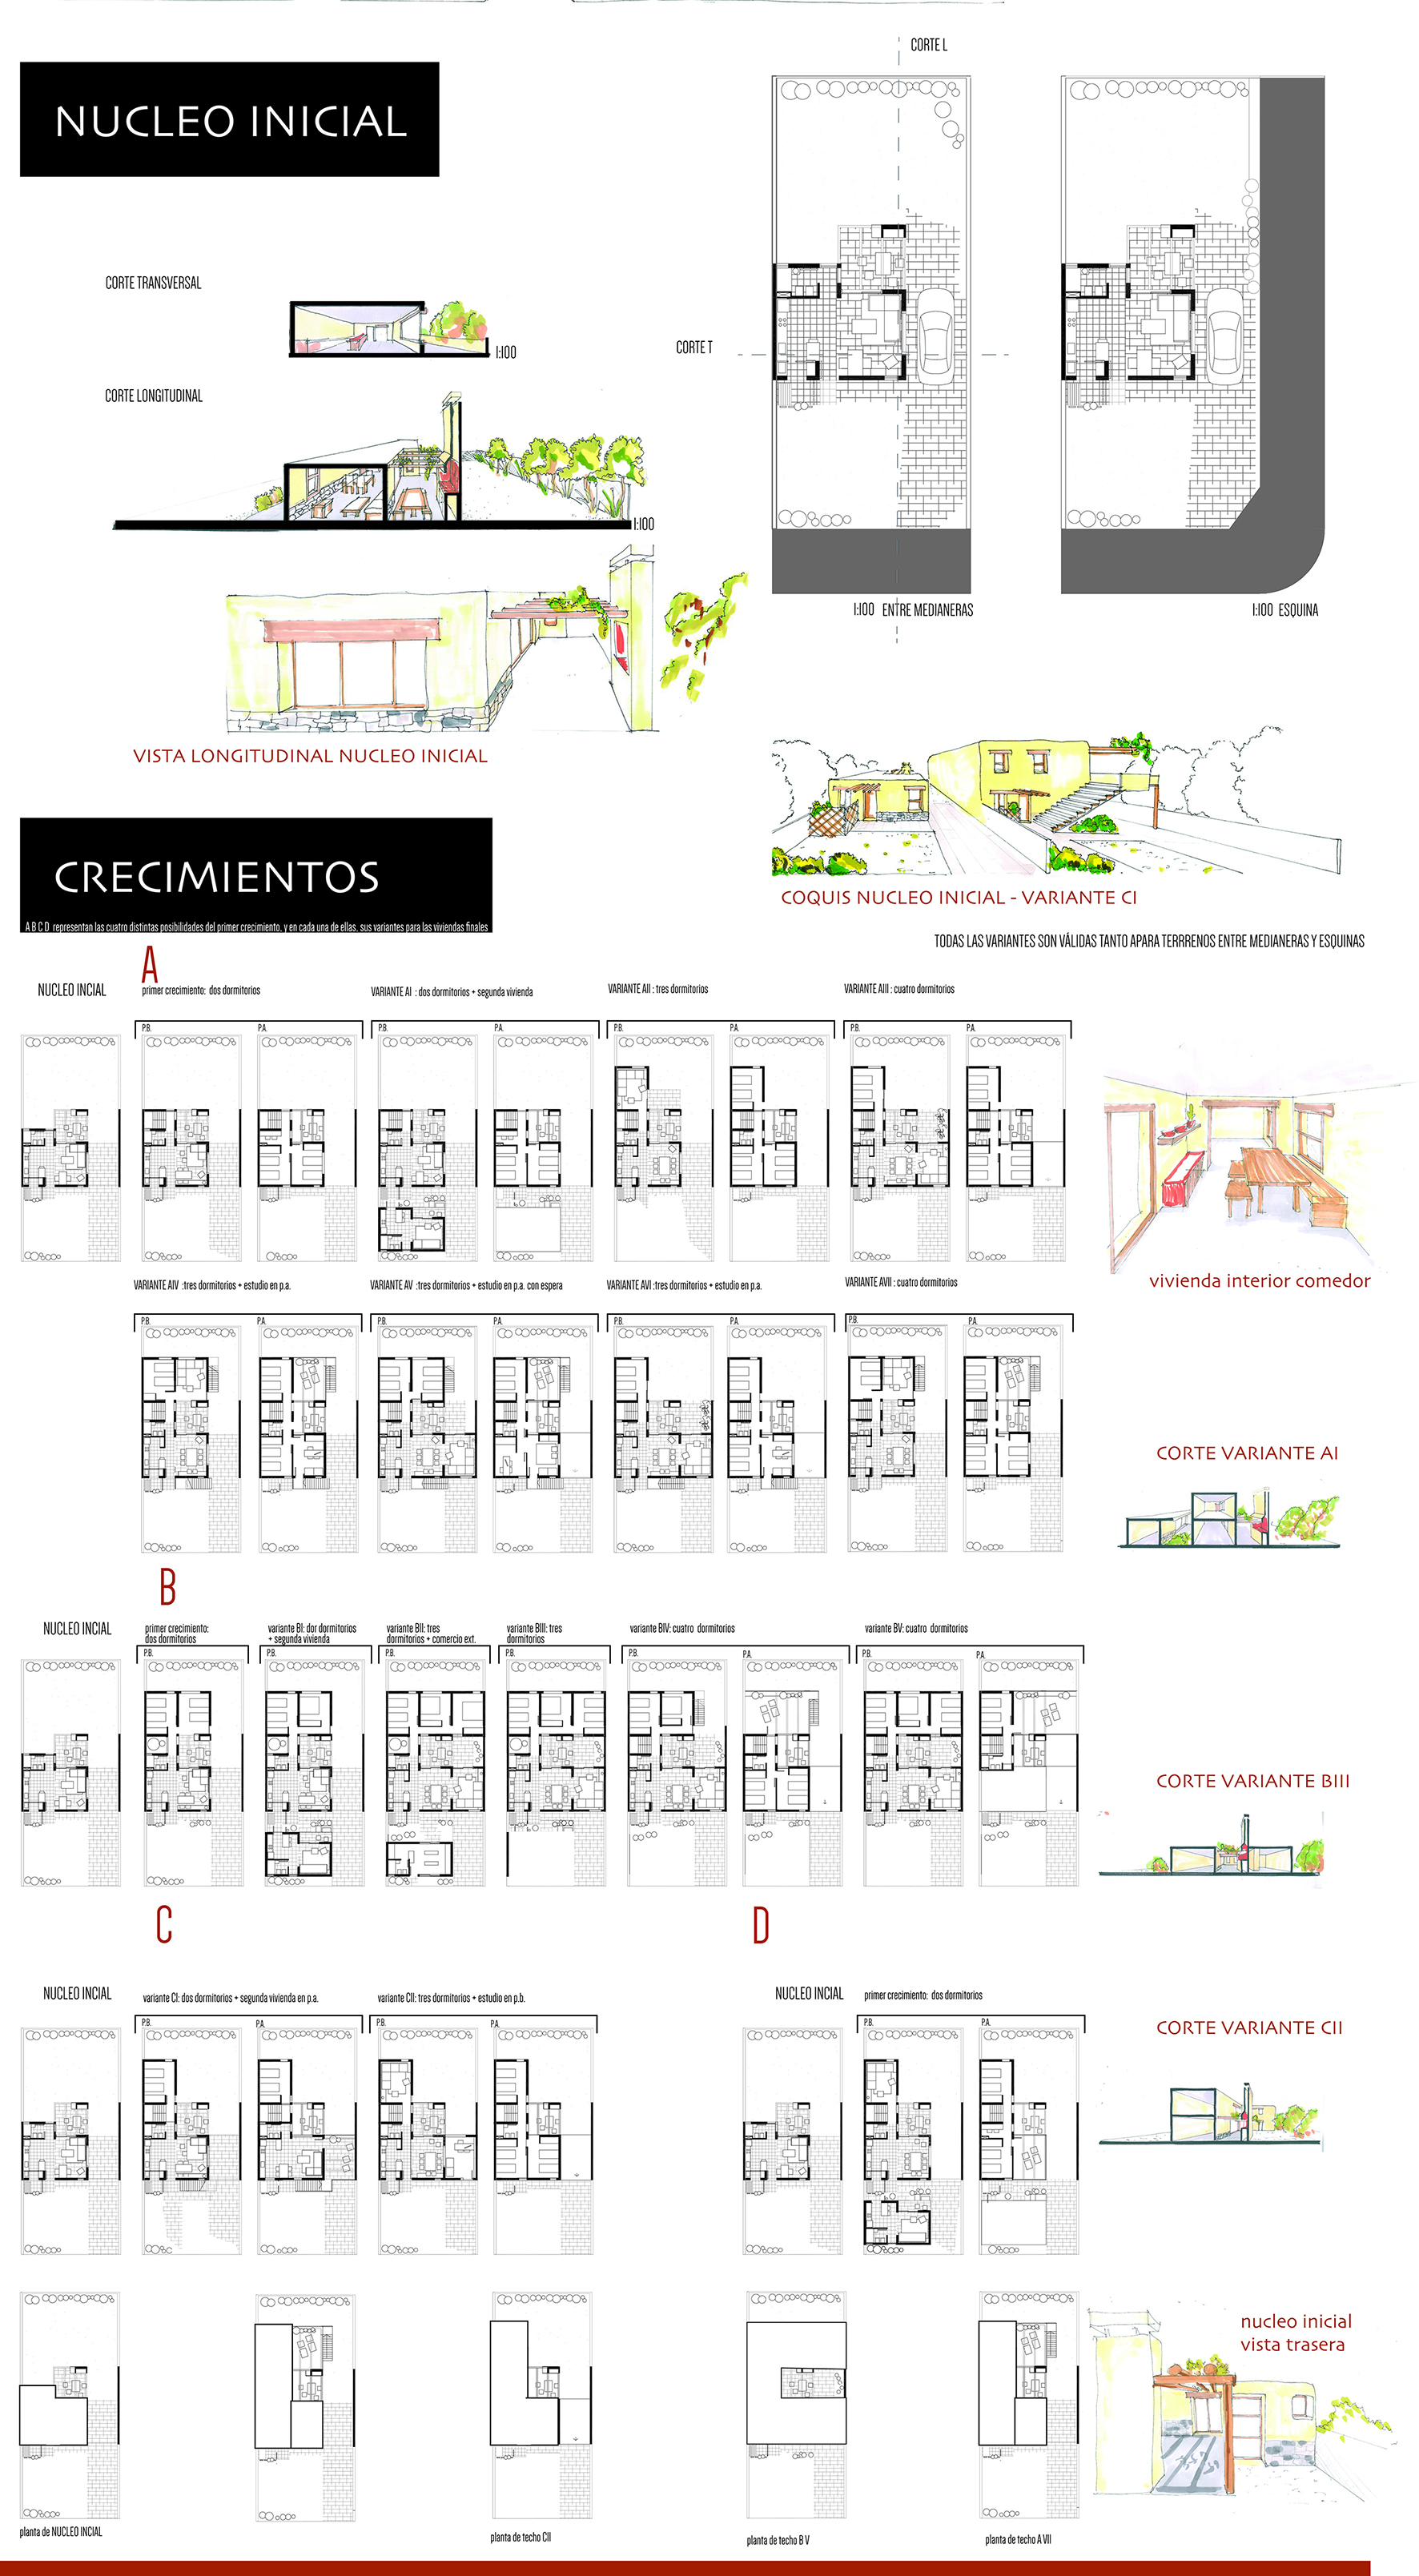 CORTE L
NUCLEO INICIAL
CORTE TRANSVERSAL
1:100
CORTE T
CORTE LONGITUDINAL
1:100
1:100 ENTRE MEDIANERAS
1:100 ESQUINA
VISTA LONGITUDINAL NUCLEO INICIAL
CRECIMIENTOS
A B C D representan las cuatro distintas posibilidades del primer crecimiento, y en cada una de ellas, sus variantes para las viviendas finales
COQUIS NUCLEO INICIAL - VARIANTE CI
TODAS LAS VARIANTES SON VÁLIDAS TANTO APARA TERRRENOS ENTRE MEDIANERAS Y ESQUINAS
A
NUCLEO INCIAL
primer crecimiento: dos dormitorios
VARIANTE AI : dos dormitorios + segunda vivienda
VARIANTE AII : tres dormitorios
VARIANTE AIII : cuatro dormitorios
P.B.
P.A.
P.B.
P.A.
P.B.
P.A.
P.B.
P.A.
vivienda interior comedor
VARIANTE AIV :tres dormitorios + estudio en p.a.
VARIANTE AV :tres dormitorios + estudio en p.a. con espera
VARIANTE AVI :tres dormitorios + estudio en p.a.
VARIANTE AVII : cuatro dormitorios
P.B.
P.A.
P.B.
P.A.
P.B.
P.A.
P.B.
P.A.
CORTE VARIANTE AI
B
NUCLEO INCIAL
primer crecimiento:
dos dormitorios
variante BI: dor dormitorios
+ segunda vivienda
variante BII: tres
dormitorios + comercio ext.
variante BIII: tres
dormitorios
variante BIV: cuatro dormitorios
variante BV: cuatro dormitorios
P.B.
P.B.
P.B.
P.B.
P.B.
P.A.
P.B.
P.A.
CORTE VARIANTE BIII
C
D
NUCLEO INCIAL
variante CI: dos dormitorios + segunda vivienda en p.a.
variante CII: tres dormitorios + estudio en p.b.
NUCLEO INCIAL
primer crecimiento: dos dormitorios
P.B.
P.A.
P.B.
P.A.
P.B.
P.A.
CORTE VARIANTE CII
nucleo inicial
vista trasera
planta de NUCLEO INCIAL
planta de techo CII
planta de techo B V
planta de techo A VII